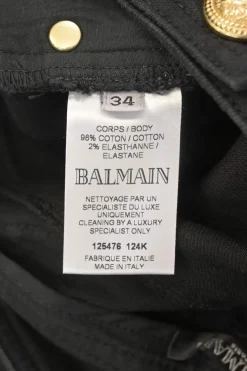 34
CORPS / BODY
98% COTON / COTTON
2% ELASTHANNE /
ELASTANE
BALMAIN
NETTOYAGE PAR UN
SPECIALISTE DU LUXE
UNIQUEMENT
CLEANING BY A LUXURY
SPECIALIST ONLY
125476 124K
FABRIQUE EN ITALIE
MADE IN ITALY